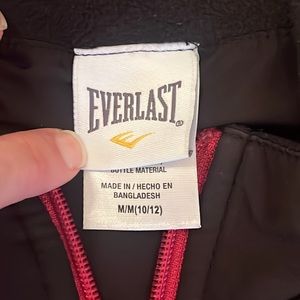 EVERLAST®
BOTTLE MATERIAL
MADE IN / HECHO EN
BANGLADESH
M/M(10/12)